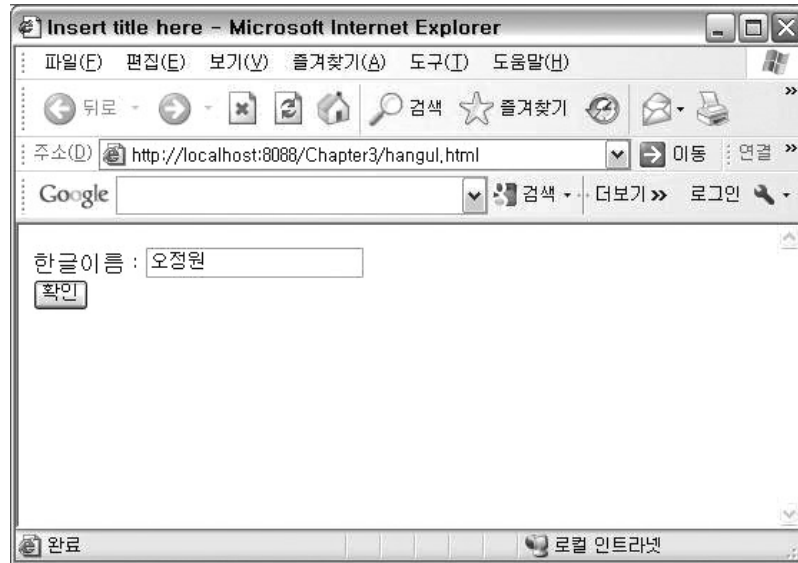 Insert title here - Microsoft Internet Explorer
파일(F) 편집(E) 보기(V) 즐겨찾기(A) 도구(T) 도움말(H)
뒤로 검색 즐겨찾기 »
주소(D) http://localhost:8088/Chapter3/hangul.html 이동 연결 »
Google 검색 더보기 » 로그인
한글이름 : 오정원
확인
완료 로컬 인트라넷